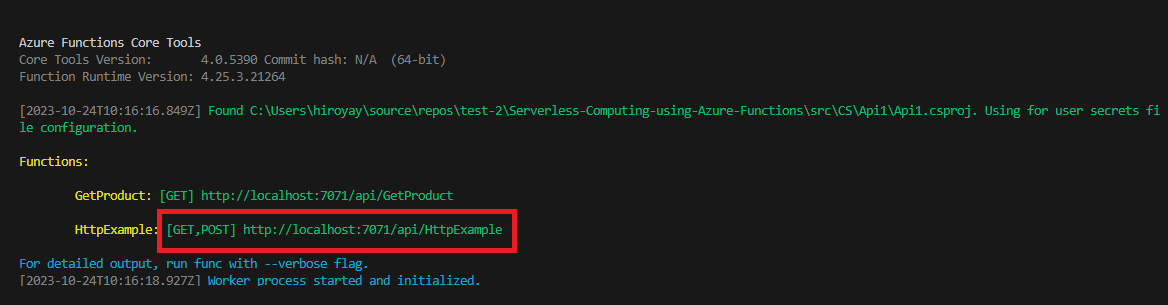 Azure Functions Core Tools
Core Tools Version:       4.0.5390 Commit hash: N/A  (64-bit)
Function Runtime Version: 4.25.3.21264
[2023-10-24T10:16:16.849Z] Found C:\Users\hiroyay\source\repos\test-2\Serverless-Computing-using-Azure-Functions\src\CS\Api1\Api1.csproj. Using for user secrets fi
le configuration.
Functions:
GetProduct: [GET] http://localhost:7071/api/GetProduct
HttpExample: [GET,POST] http://localhost:7071/api/HttpExample
For detailed output, run func with --verbose flag.
[2023-10-24T10:16:18.927Z] Worker process started and initialized.